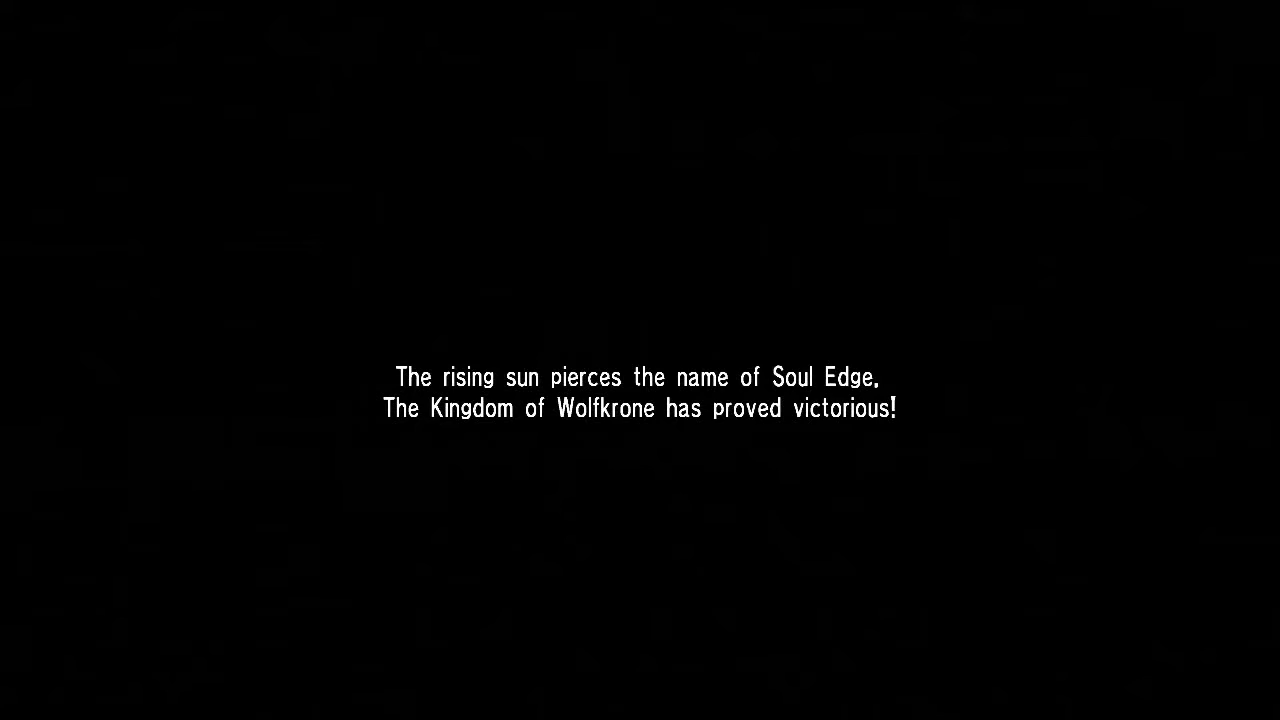 The rising sun pierces the name of Soul Edge,
The Kingdom of Wolfkrone has proved victorious!